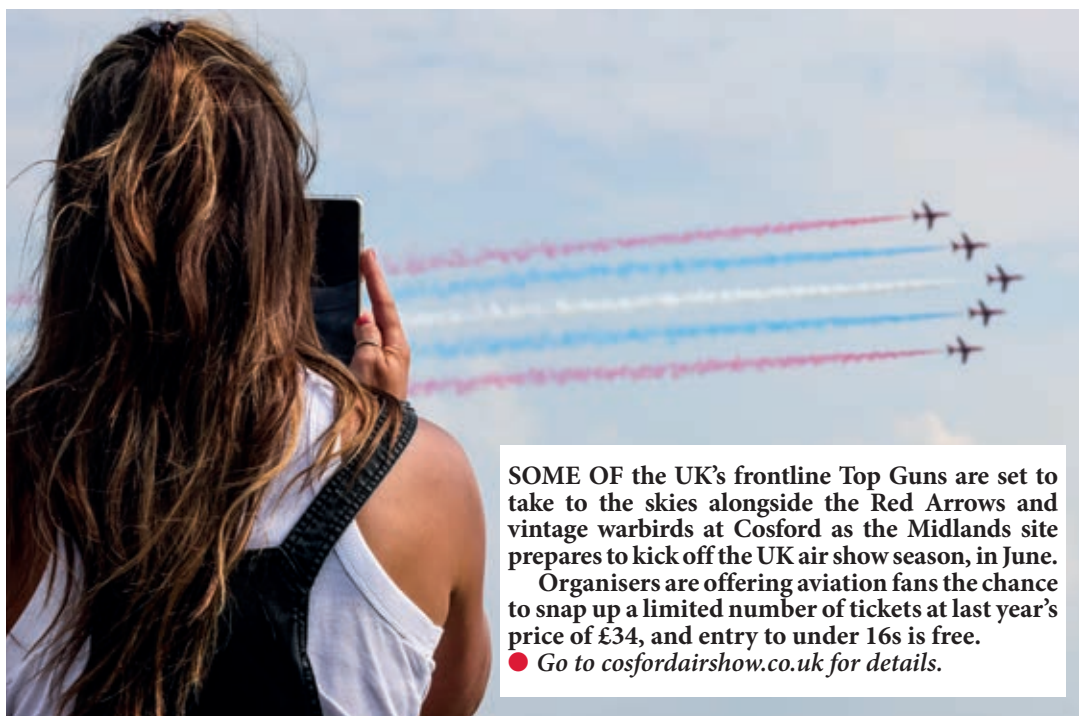 SOME OF the UK’s frontline Top Guns are set to
take to the skies alongside the Red Arrows and
vintage warbirds at Cosford as the Midlands site
prepares to kick off the UK air show season, in June.
Organisers are offering aviation fans the chance
to snap up a limited number of tickets at last year’s
price of £34, and entry to under 16s is free.
● Go to cosfordairshow.co.uk for details.